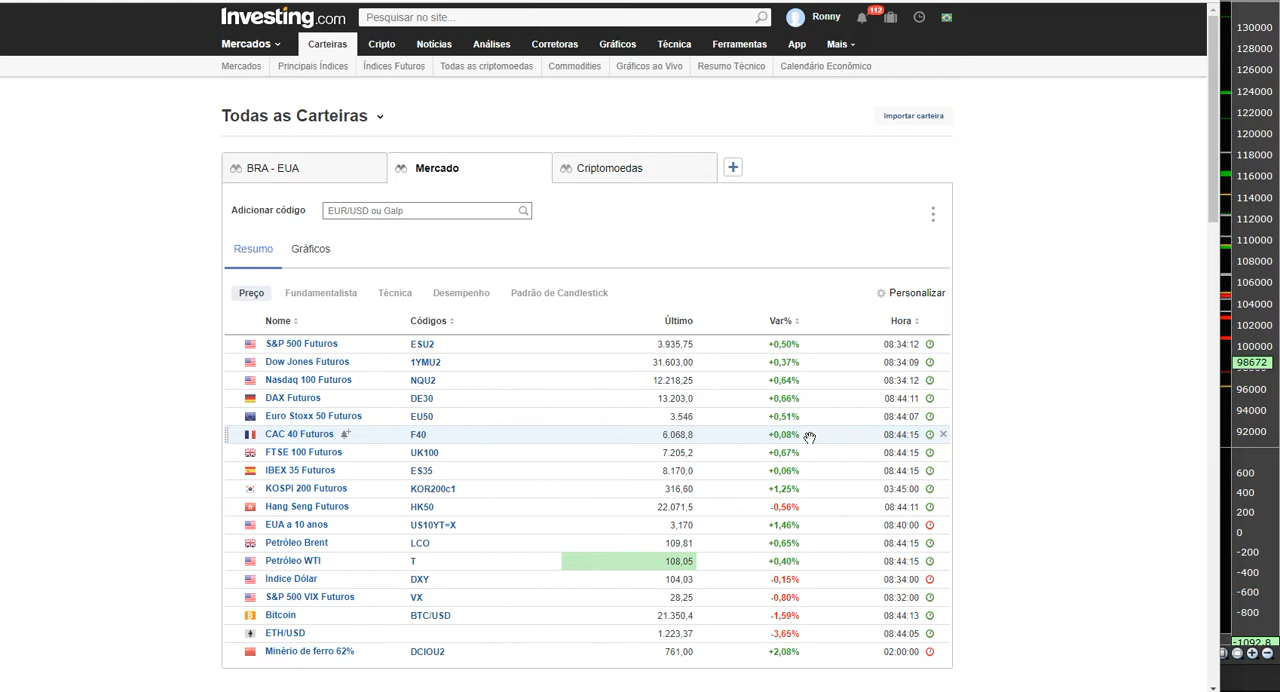 Investing.com Pesquisar no site... Ronny 112
Mercados Carteiras Cripto Notícias Análises Corretoras Gráficos Técnica Ferramentas App Mais
Mercados Principais Índices Índices Futuros Todas as criptomoedas Commodities Gráficos ao Vivo Resumo Técnico Calendário Econômico
Todas as Carteiras Importar carteira
BRA - EUA Mercado Criptomoedas
Adicionar código EUR/USD ou Galp
Resumo Gráficos
Preço Fundamentalista Técnica Desempenho Padrão de Candlestick Personalizar
Nome Códigos Último Var% Hora
S&P 500 Futuros ESU2 3.935,75 +0,50% 08:34:12
Dow Jones Futuros 1YMU2 31.603,00 +0,37% 08:34:09
Nasdaq 100 Futuros NQU2 12.218,25 +0,64% 08:34:12
DAX Futuros DE30 13.203,0 +0,66% 08:44:11
Euro Stoxx 50 Futuros EU50 3.546 +0,51% 08:44:07
CAC 40 Futuros F40 6.068,8 +0,08% 08:44:15
FTSE 100 Futuros UK100 7.205,2 +0,67% 08:44:15
IBEX 35 Futuros ES35 8.170,0 +0,06% 08:44:15
KOSPI 200 Futuros KOR200c1 316,60 +1,25% 03:45:00
Hang Seng Futuros HK50 22.071,5 -0,56% 08:44:11
EUA a 10 anos US10YT=X 3,170 +1,46% 08:40:00
Petróleo Brent LCO 109,81 +0,65% 08:44:15
Petróleo WTI T 108,05 +0,40% 08:44:15
Índice Dólar DXY 104,03 -0,15% 08:34:00
S&P 500 VIX Futuros VX 28,25 -0,80% 08:32:00
Bitcoin BTC/USD 21.350,4 -1,59% 08:44:13
ETH/USD 1.223,37 -3,65% 08:44:05
Minério de ferro 62% DCIOU2 761,00 +2,08% 02:00:00
130000
128000
126000
124000
122000
120000
118000
116000
114000
112000
110000
108000
106000
104000
102000
100000
98672
96000
94000
92000
600
400
200
0
-200
-400
-600
-800
-1092,8